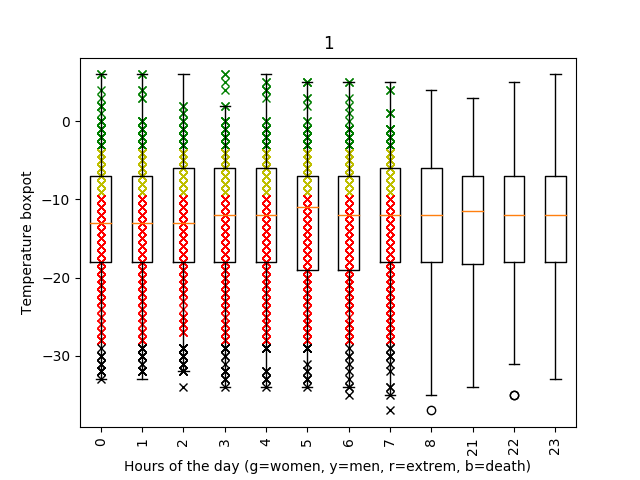 1
Temperature boxpot
0
−10
−20
−30
0 1 2 3 4 5 6 7 8 21 22 23
Hours of the day (g=women, y=men, r=extrem, b=death)